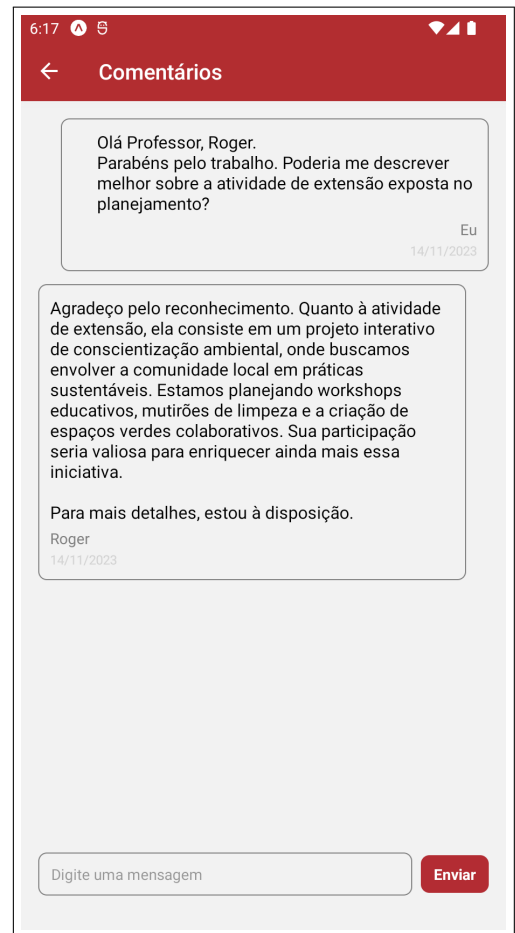 6:17
Comentários
Olá Professor, Roger.
Parabéns pelo trabalho. Poderia me descrever
melhor sobre a atividade de extensão exposta no
planejamento?
Eu
14/11/2023
Agradeço pelo reconhecimento. Quanto à atividade
de extensão, ela consiste em um projeto interativo
de conscientização ambiental, onde buscamos
envolver a comunidade local em práticas
sustentáveis. Estamos planejando workshops
educativos, mutirões de limpeza e a criação de
espaços verdes colaborativos. Sua participação
seria valiosa para enriquecer ainda mais essa
iniciativa.
Para mais detalhes, estou à disposição.
Roger
14/11/2023
Digite uma mensagem
Enviar